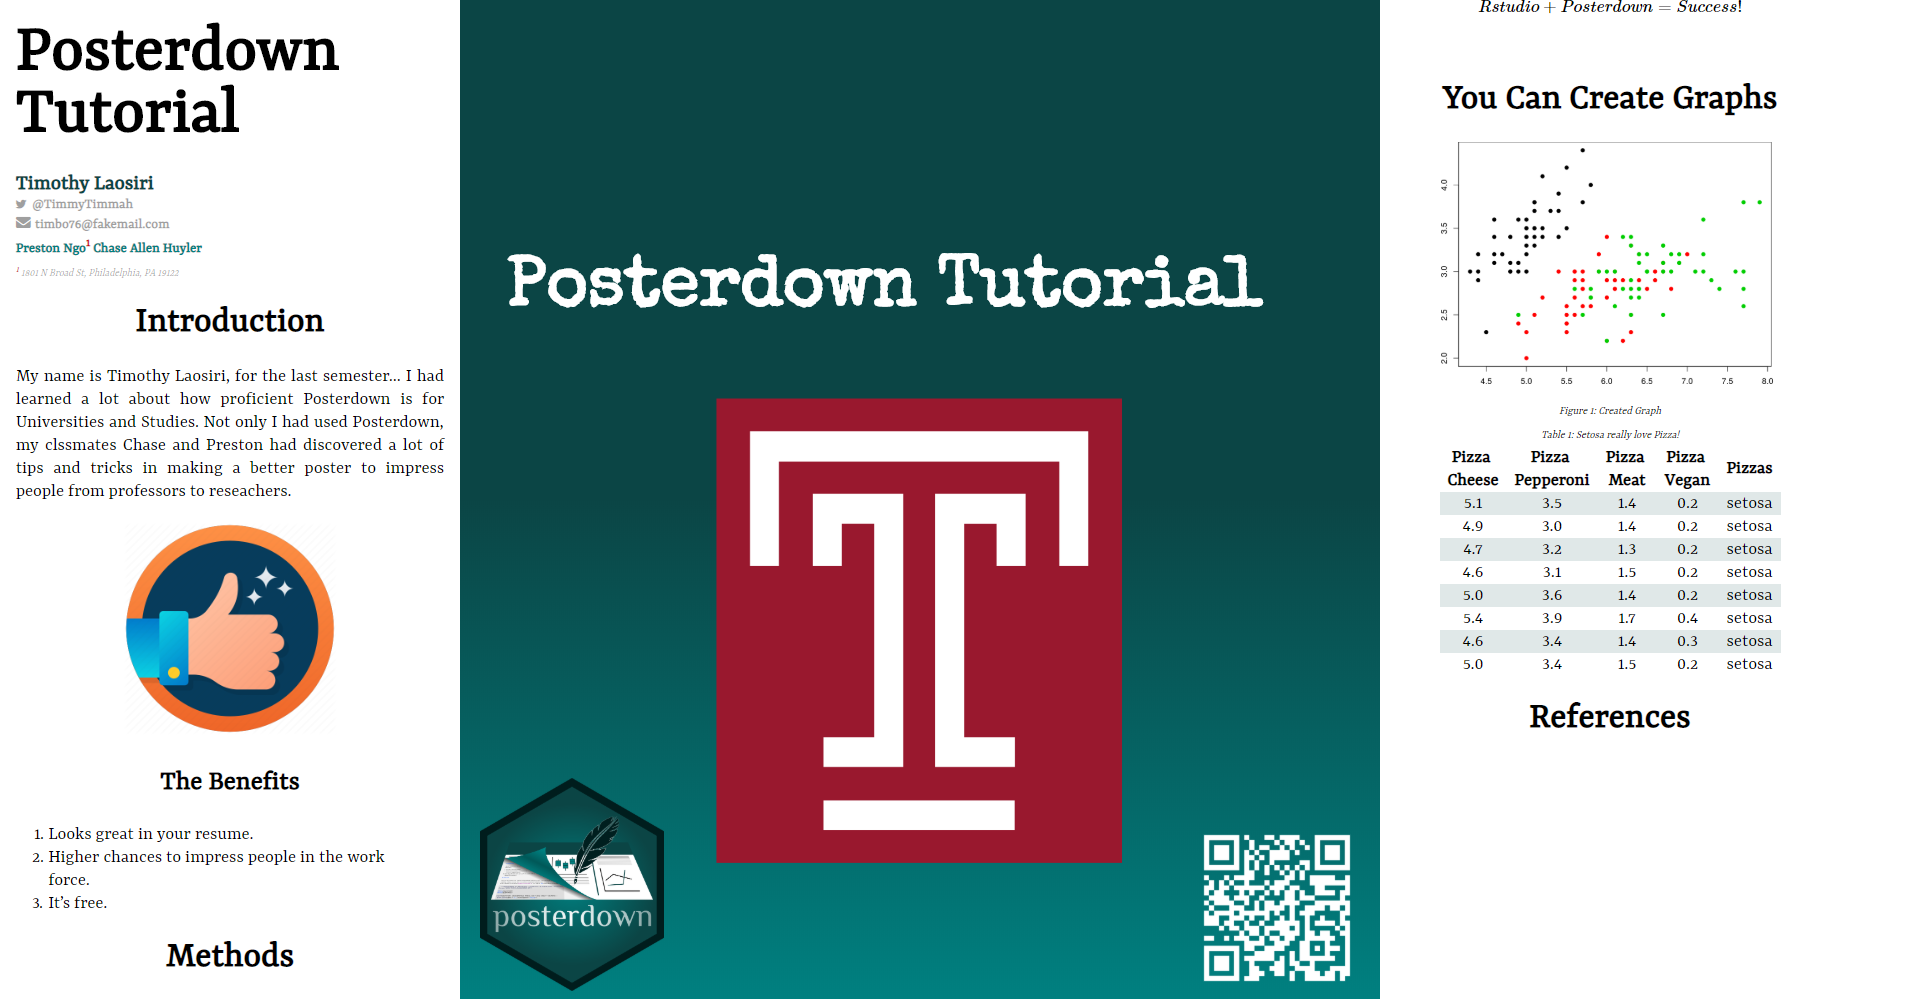 Posterdown
Tutorial
Timothy Laosiri
@TimmyTimmah
timbo76@fakemail.com
Preston Ngo1 Chase Allen Huyler
1 1801 N Broad St, Philadelphia, PA 19122
Introduction
My name is Timothy Laosiri, for the last semester... I had
learned a lot about how proficient Posterdown is for
Universities and Studies. Not only I had used Posterdown,
my clssmates Chase and Preston had discovered a lot of
tips and tricks in making a better poster to impress
people from professors to reseachers.
The Benefits
1. Looks great in your resume.
2. Higher chances to impress people in the work
force.
3. It's free.
Methods
Posterdown Tutorial
posterdown
Rstudio + Posterdown = Success!
You Can Create Graphs
4.0
3.5
3.0
2.5
2.0
4.5 5.0 5.5 6.0 6.5 7.0 7.5 8.0
Figure 1: Created Graph
Table 1: Setosa really love Pizza!
Pizza Cheese Pizza Pepperoni Pizza Meat Pizza Vegan Pizzas
5.1 3.5 1.4 0.2 setosa
4.9 3.0 1.4 0.2 setosa
4.7 3.2 1.3 0.2 setosa
4.6 3.1 1.5 0.2 setosa
5.0 3.6 1.4 0.2 setosa
5.4 3.9 1.7 0.4 setosa
4.6 3.4 1.4 0.3 setosa
5.0 3.4 1.5 0.2 setosa
References